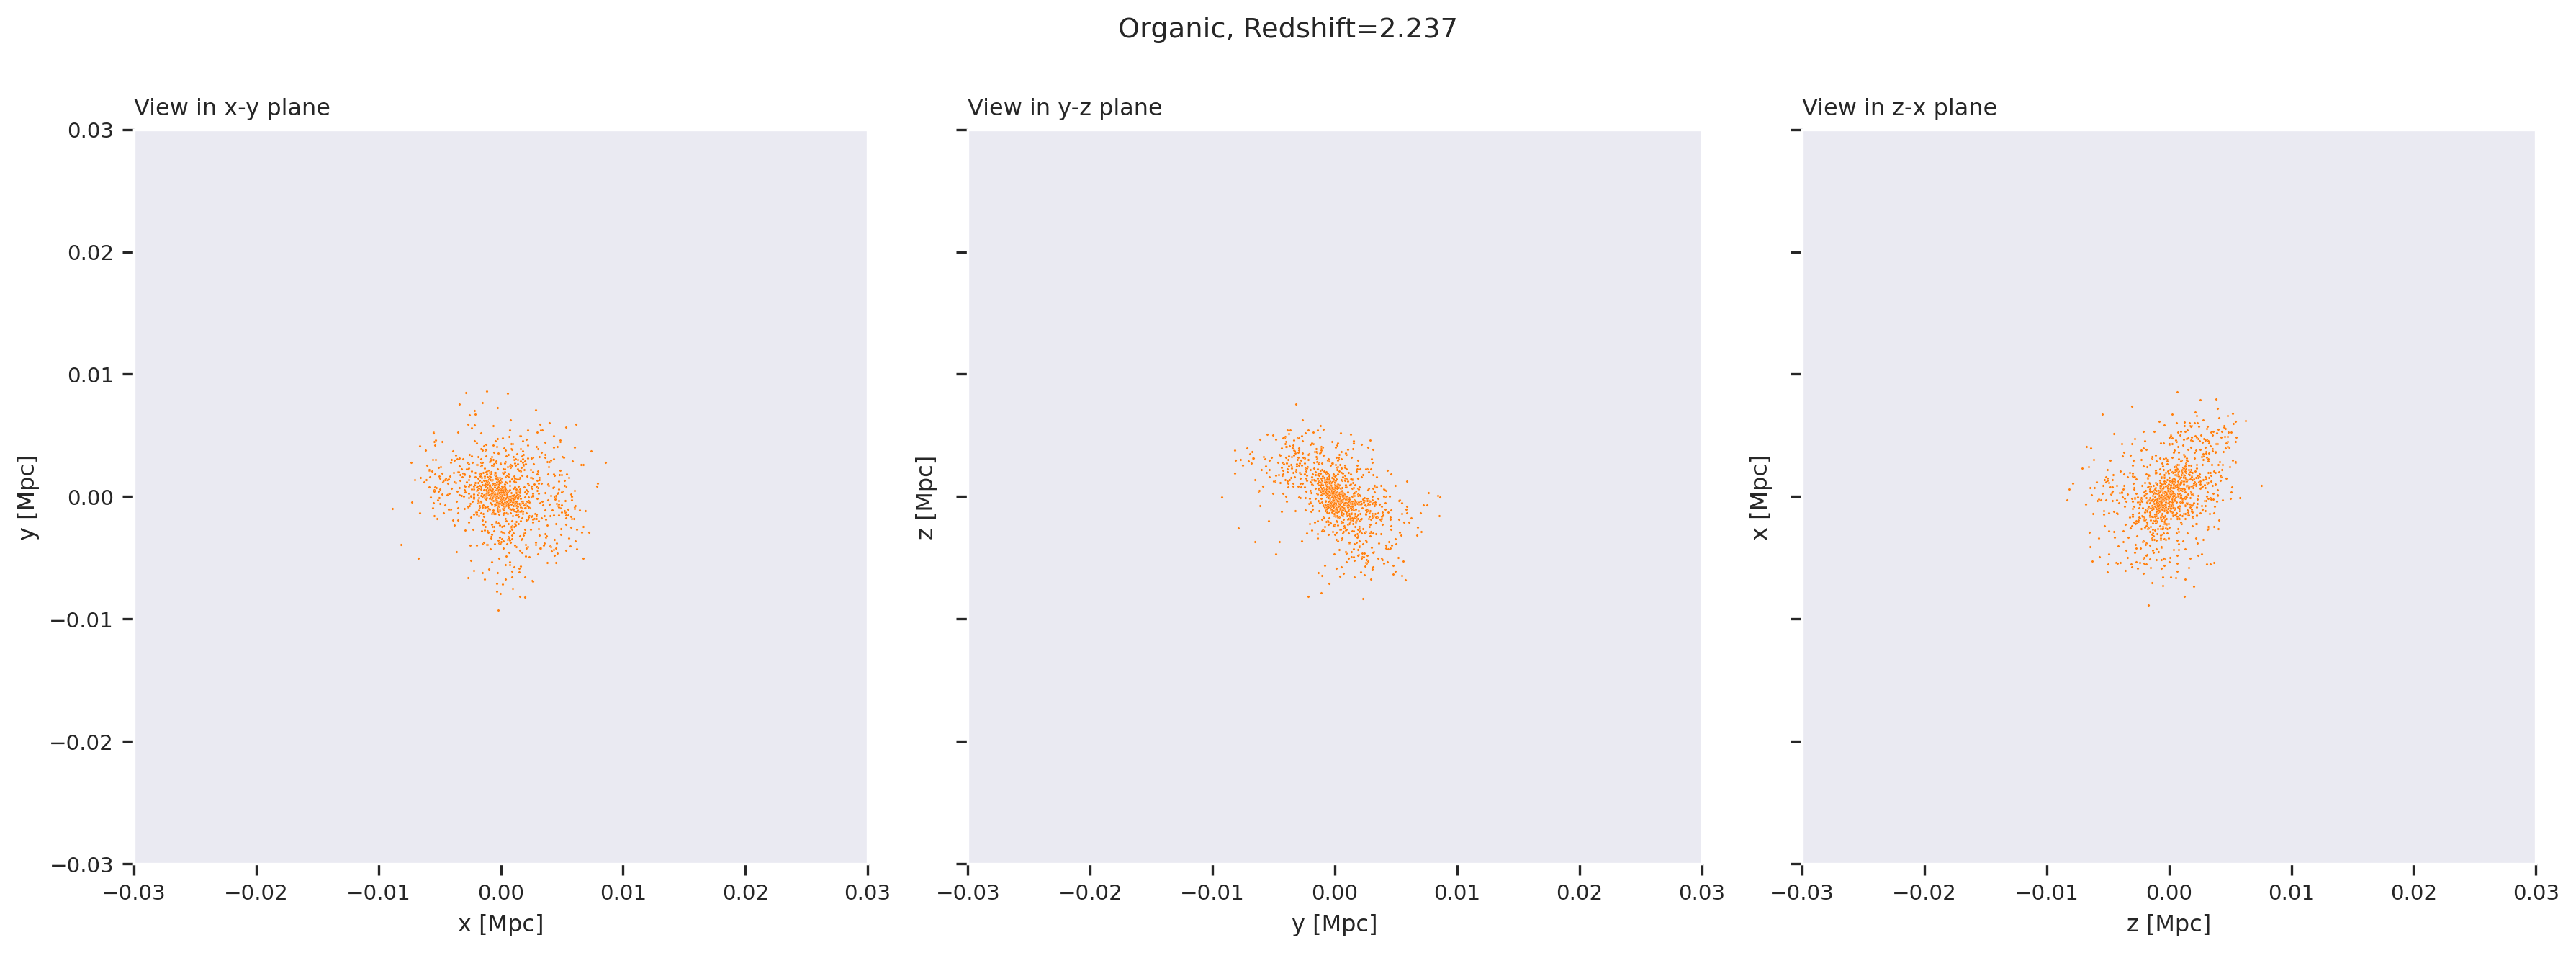 Organic, Redshift=2.237
View in x-y plane
View in y-z plane
View in z-x plane
0.03
0.02
0.01
0.00
−0.01
−0.02
−0.03
y [Mpc]
z [Mpc]
x [Mpc]
−0.03 −0.02 −0.01 0.00 0.01 0.02 0.03
−0.03 −0.02 −0.01 0.00 0.01 0.02 0.03
−0.03 −0.02 −0.01 0.00 0.01 0.02 0.03
x [Mpc]
y [Mpc]
z [Mpc]